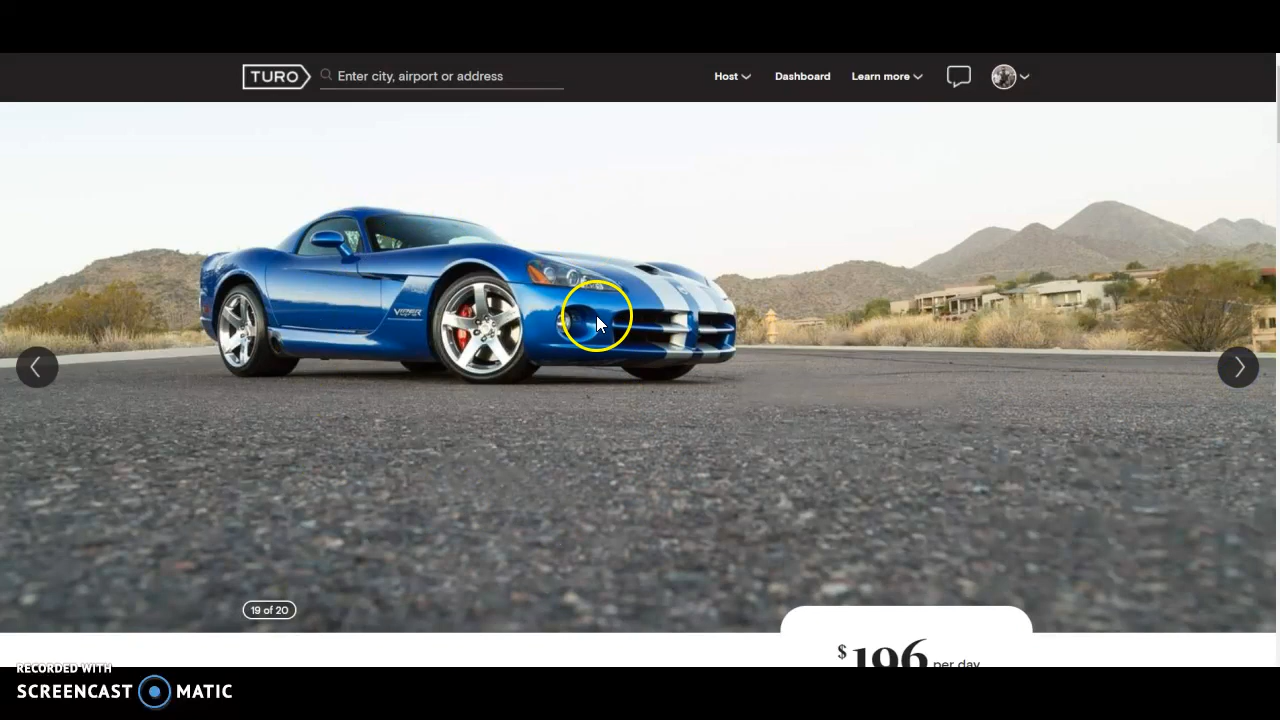 TURO
Enter city, airport or address
Host
Dashboard
Learn more
VIPER
19 of 20
$196 per day
RECORDED WITH
SCREENCAST MATIC